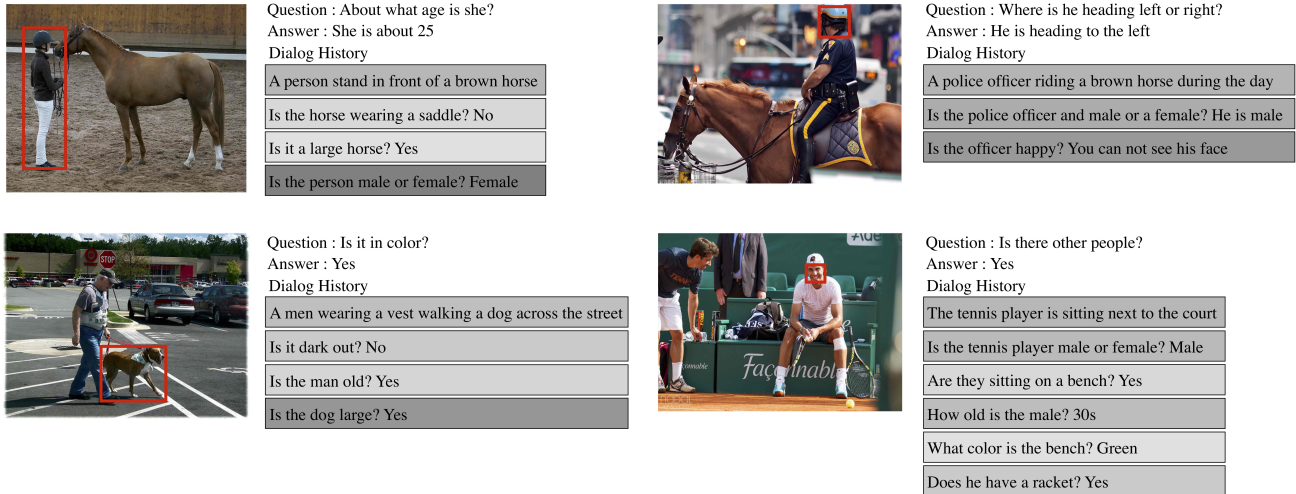 Question : About what age is she?
Answer : She is about 25
Dialog History
A person stand in front of a brown horse
Is the horse wearing a saddle? No
Is it a large horse? Yes
Is the person male or female? Female
Question : Where is he heading left or right?
Answer : He is heading to the left
Dialog History
A police officer riding a brown horse during the day
Is the police officer and male or a female? He is male
Is the officer happy? You can not see his face
STOP
Question : Is it in color?
Answer : Yes
Dialog History
A men wearing a vest walking a dog across the street
Is it dark out? No
Is the man old? Yes
Is the dog large? Yes
Ade
Façonnabl
Question : Is there other people?
Answer : Yes
Dialog History
The tennis player is sitting next to the court
Is the tennis player male or female? Male
Are they sitting on a bench? Yes
How old is the male? 30s
What color is the bench? Green
Does he have a racket? Yes